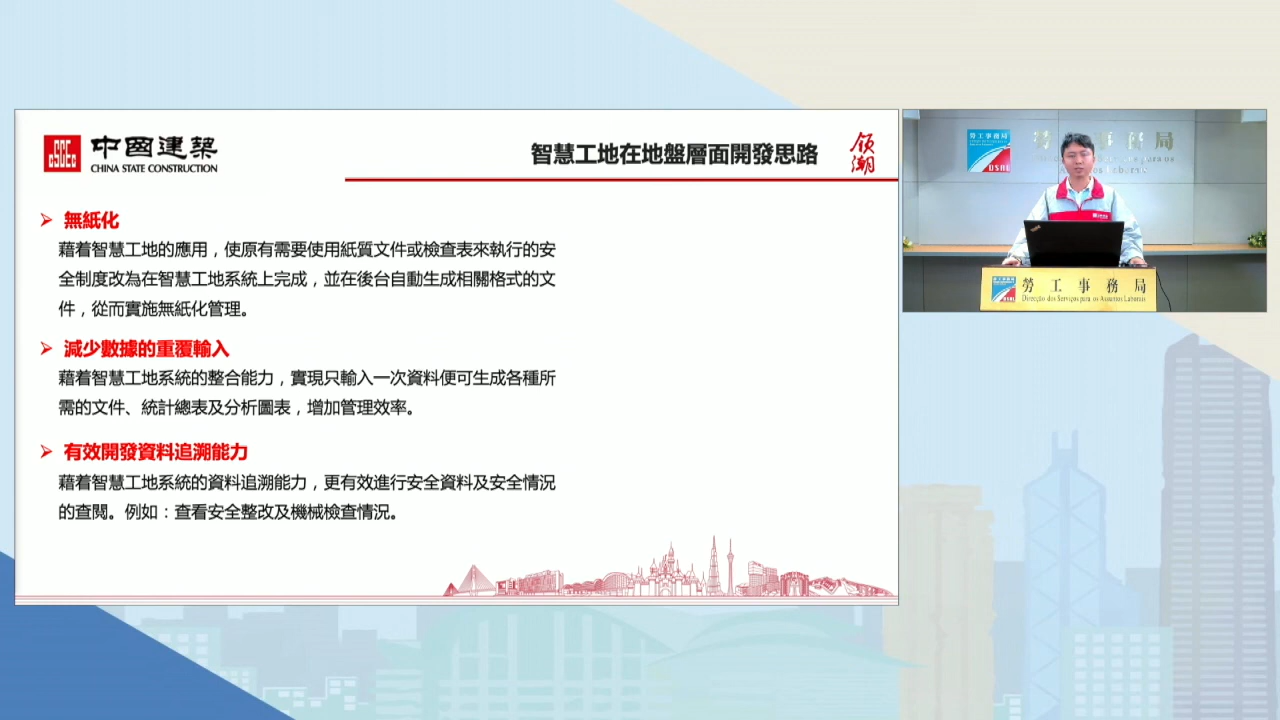 中國建築
CHINA STATE CONSTRUCTION
智慧工地在地盤層面開發思路
领潮
無紙化
藉着智慧工地的應用，使原有需要使用紙質文件或檢查表來執行的安
全制度改為在智慧工地系統上完成，並在後台自動生成相關格式的文
件，從而實施無紙化管理。
減少數據的重覆輸入
藉着智慧工地系統的整合能力，實現只輸入一次資料便可生成各種所
需的文件、統計總表及分析圖表，增加管理效率。
有效開發資料追溯能力
藉着智慧工地系統的資料追溯能力，更有效進行安全資料及安全情況
的查閱。例如：查看安全整改及機械檢查情況。
勞工事務局
DSAL
勞 工 事 務 局
Direcção dos Serviços para os Assuntos Laborais